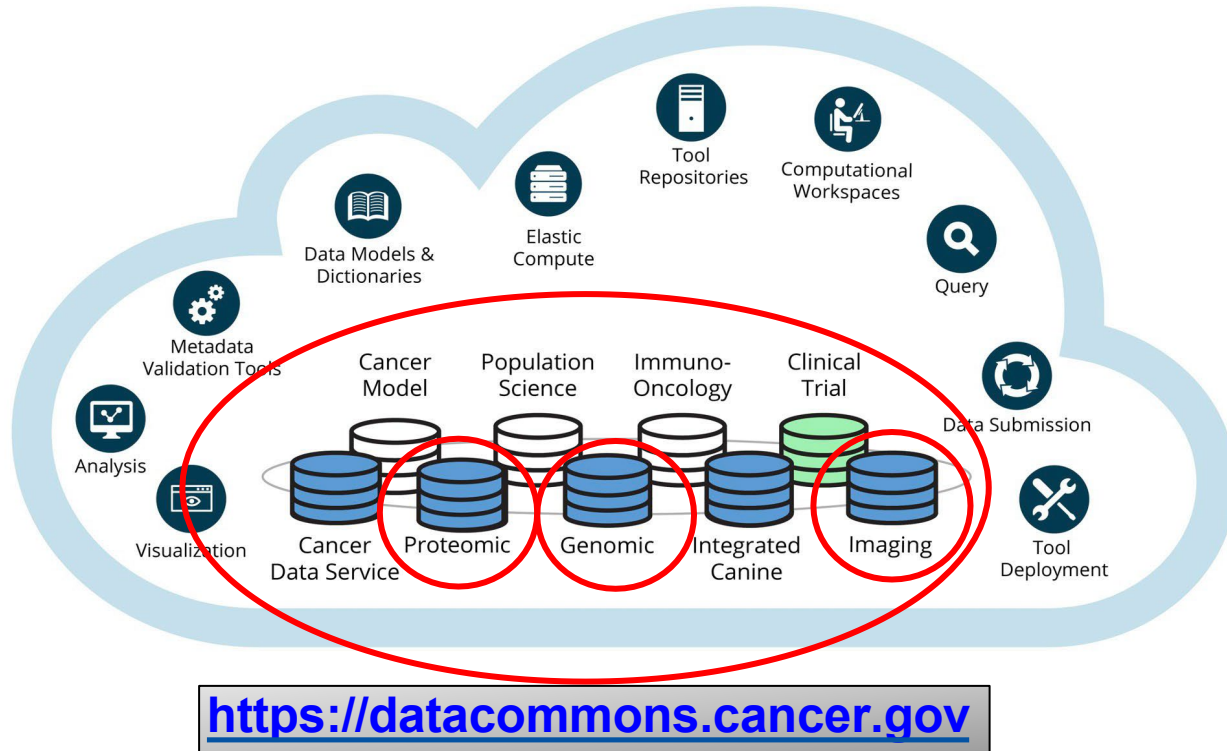 Tool
Repositories
Computational
Workspaces
Elastic
Compute
Data Models &
Dictionaries
Query
Metadata
Validation Tools
Cancer
Model
Population
Science
Immuno-
Oncology
Clinical
Trial
Data Submission
Analysis
Visualization
Cancer
Data Service
Proteomic
Genomic
Integrated
Canine
Imaging
Tool
Deployment
https://datacommons.cancer.gov